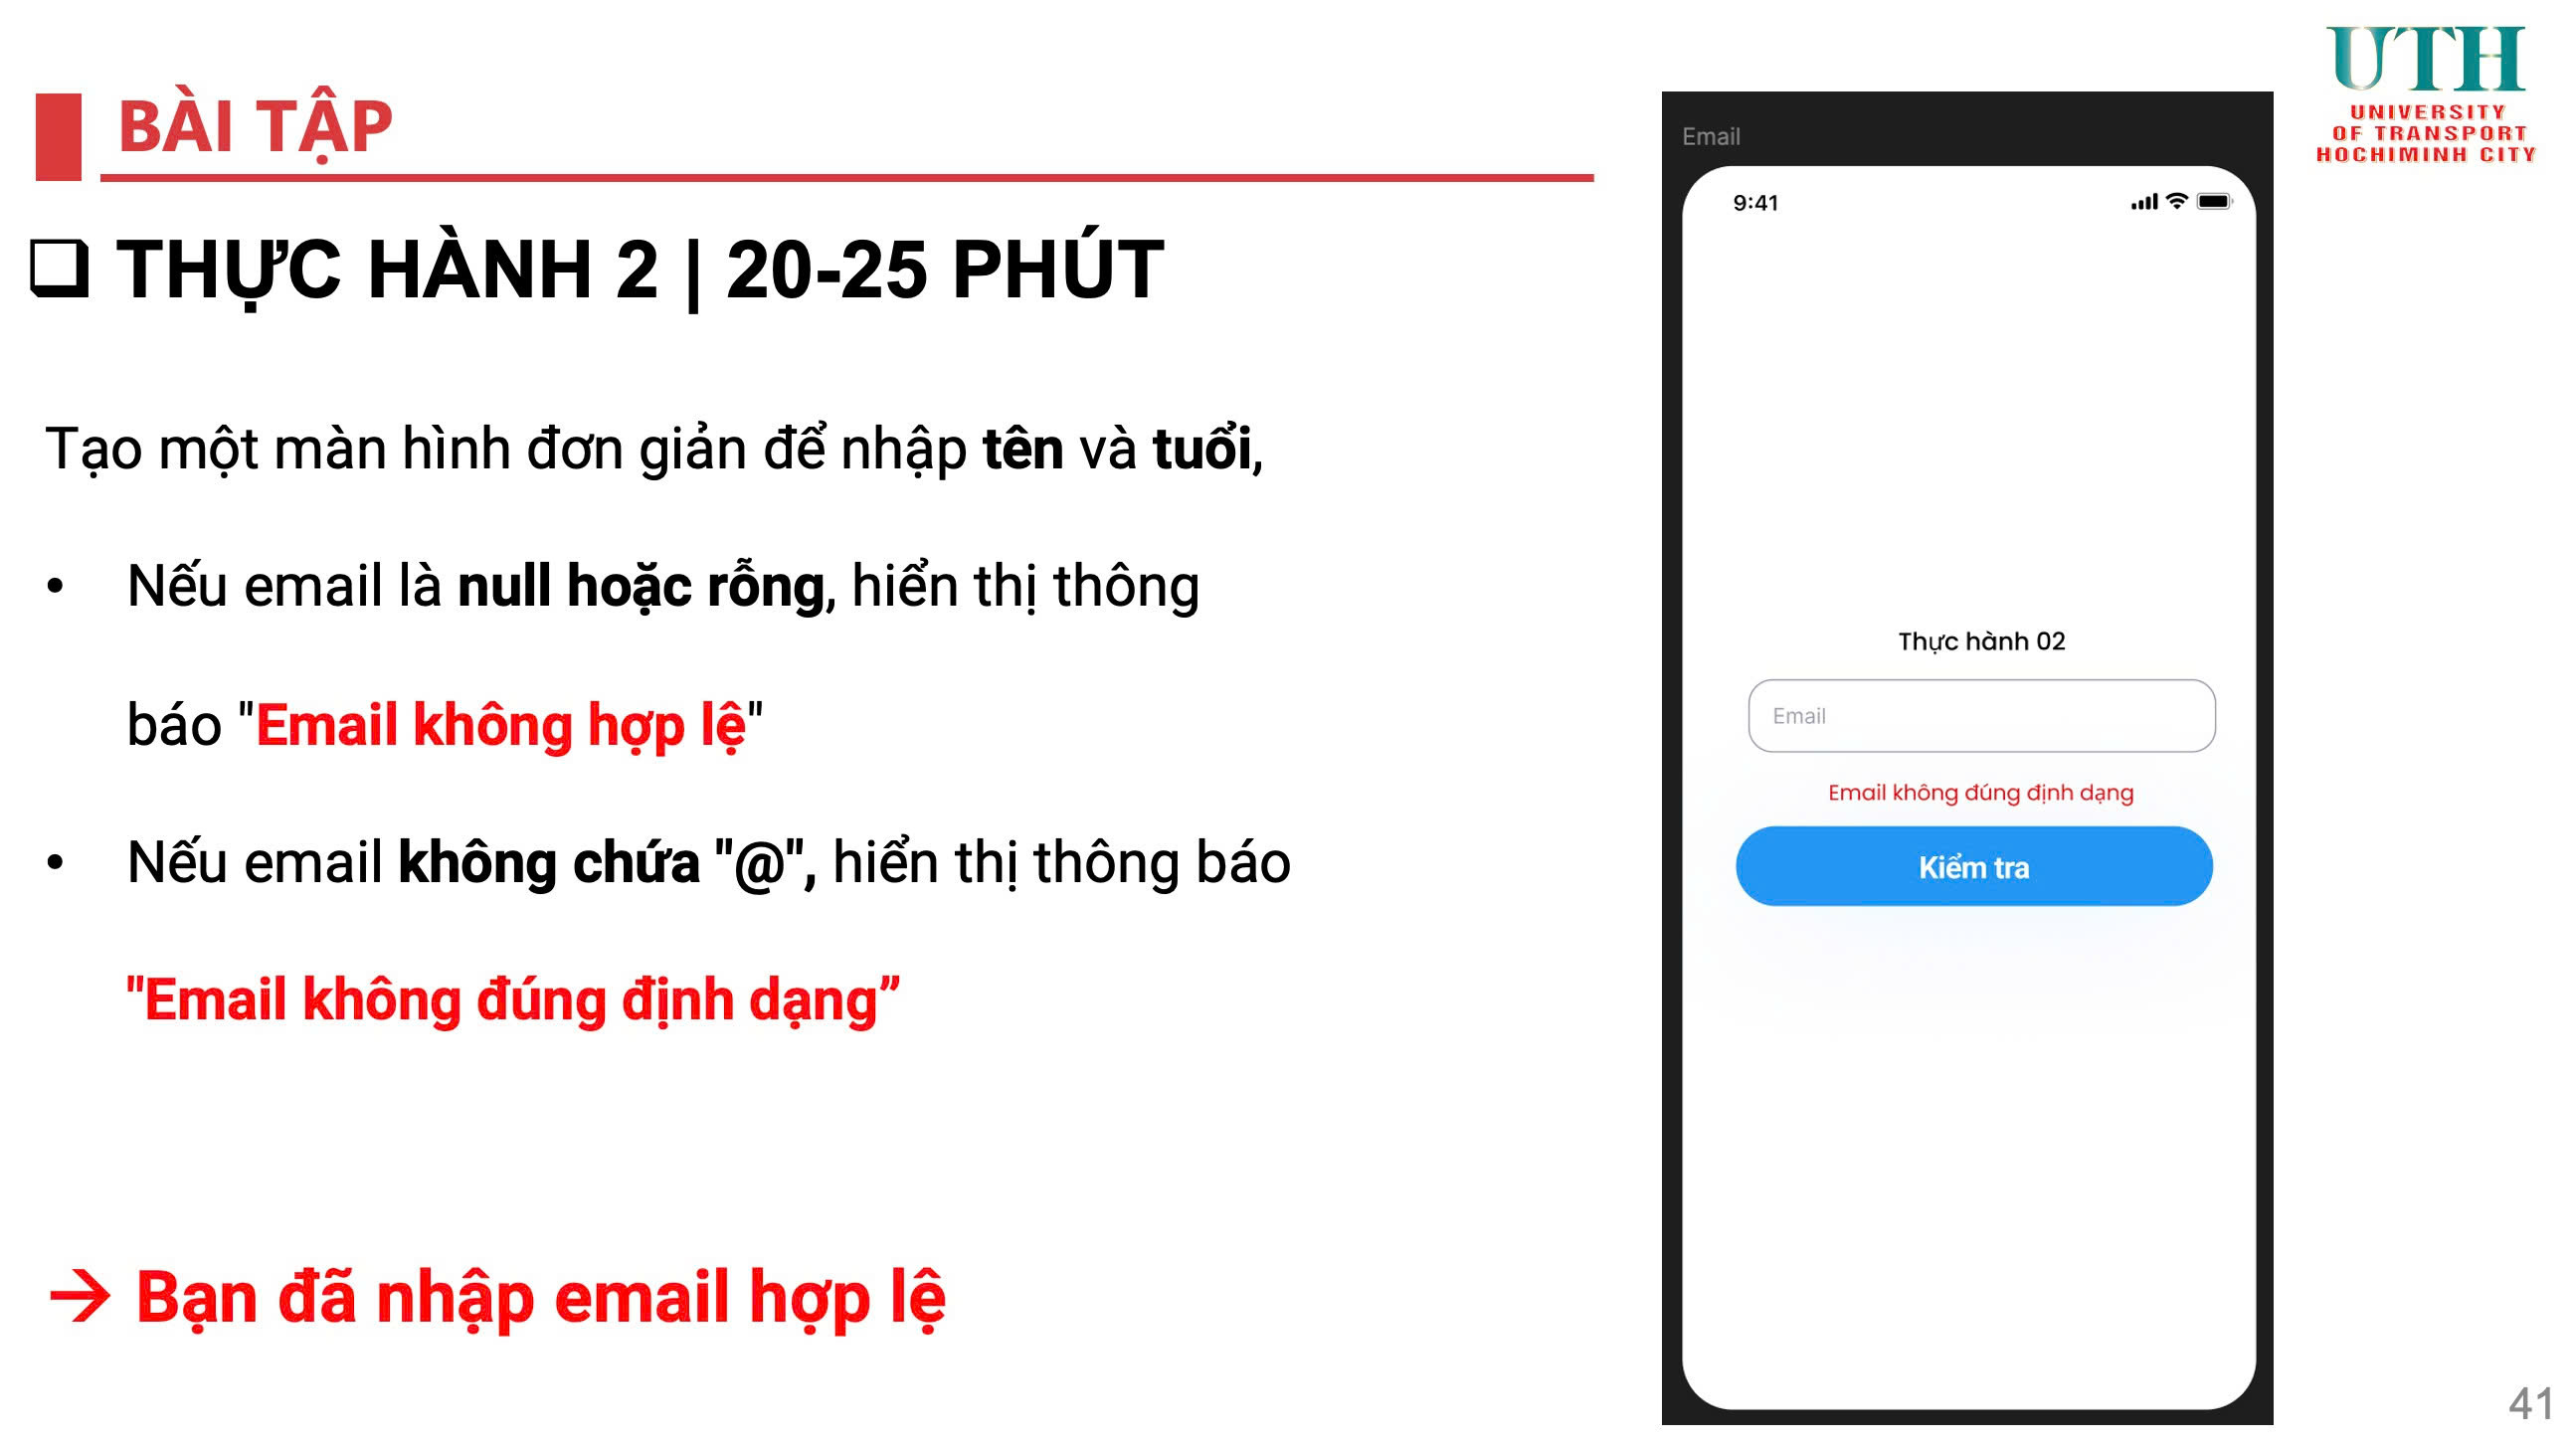 BÀI TẬP
UTH
UNIVERSITY
OF TRANSPORT
HOCHIMINH CITY
❑ THỰC HÀNH 2 | 20-25 PHÚT
Tạo một màn hình đơn giản để nhập tên và tuổi,
• Nếu email là null hoặc rỗng, hiển thị thông
báo "Email không hợp lệ"
• Nếu email không chứa "@", hiển thị thông báo
"Email không đúng định dạng”
→ Bạn đã nhập email hợp lệ
Email
9:41
Thực hành 02
Email
Email không đúng định dạng
Kiểm tra
41